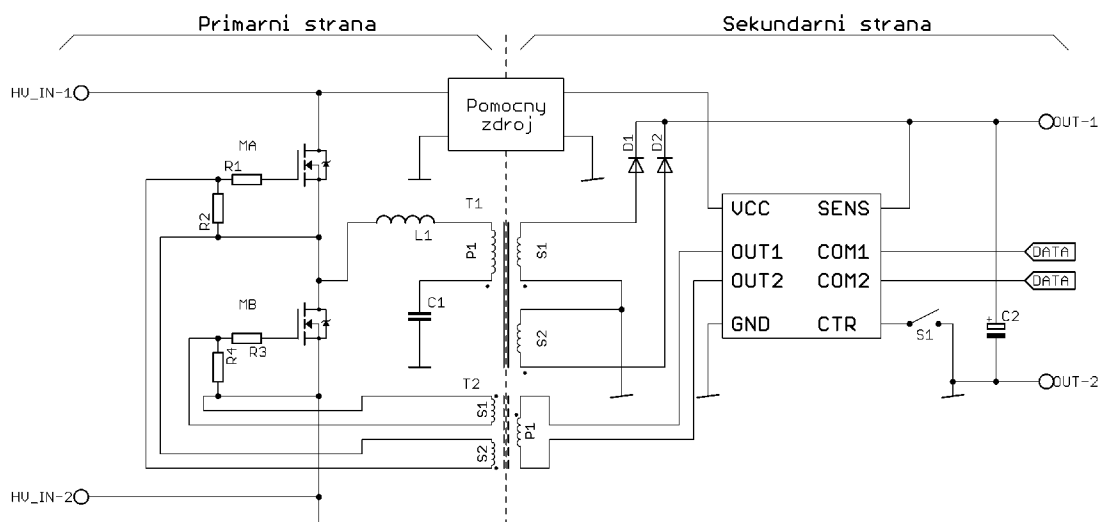 Primarni strana
Sekundarni strana
HV_IN-1
Pomocny
zdroj
OUT-1
D1
D2
MA
R1
R2
T1
L1
P1
S1
VCC
SENS
OUT1
COM1
DATA
OUT2
COM2
DATA
GND
CTR
S1
C2
MB
C1
S2
R4
R3
T2
S1
P1
S2
OUT-2
HV_IN-2